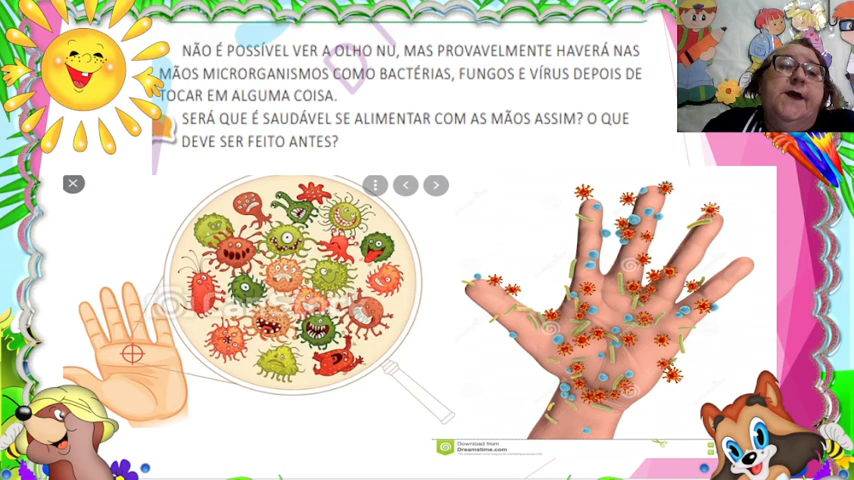 NÃO É POSSÍVEL VER A OLHO NU, MAS PROVAVELMENTE HAVERÁ NAS
MÃOS MICRORGANISMOS COMO BACTÉRIAS, FUNGOS E VÍRUS DEPOIS DE
TOCAR EM ALGUMA COISA.
SERÁ QUE É SAUDÁVEL SE ALIMENTAR COM AS MÃOS ASSIM? O QUE
DEVE SER FEITO ANTES?
Download from
Dreamstime.com